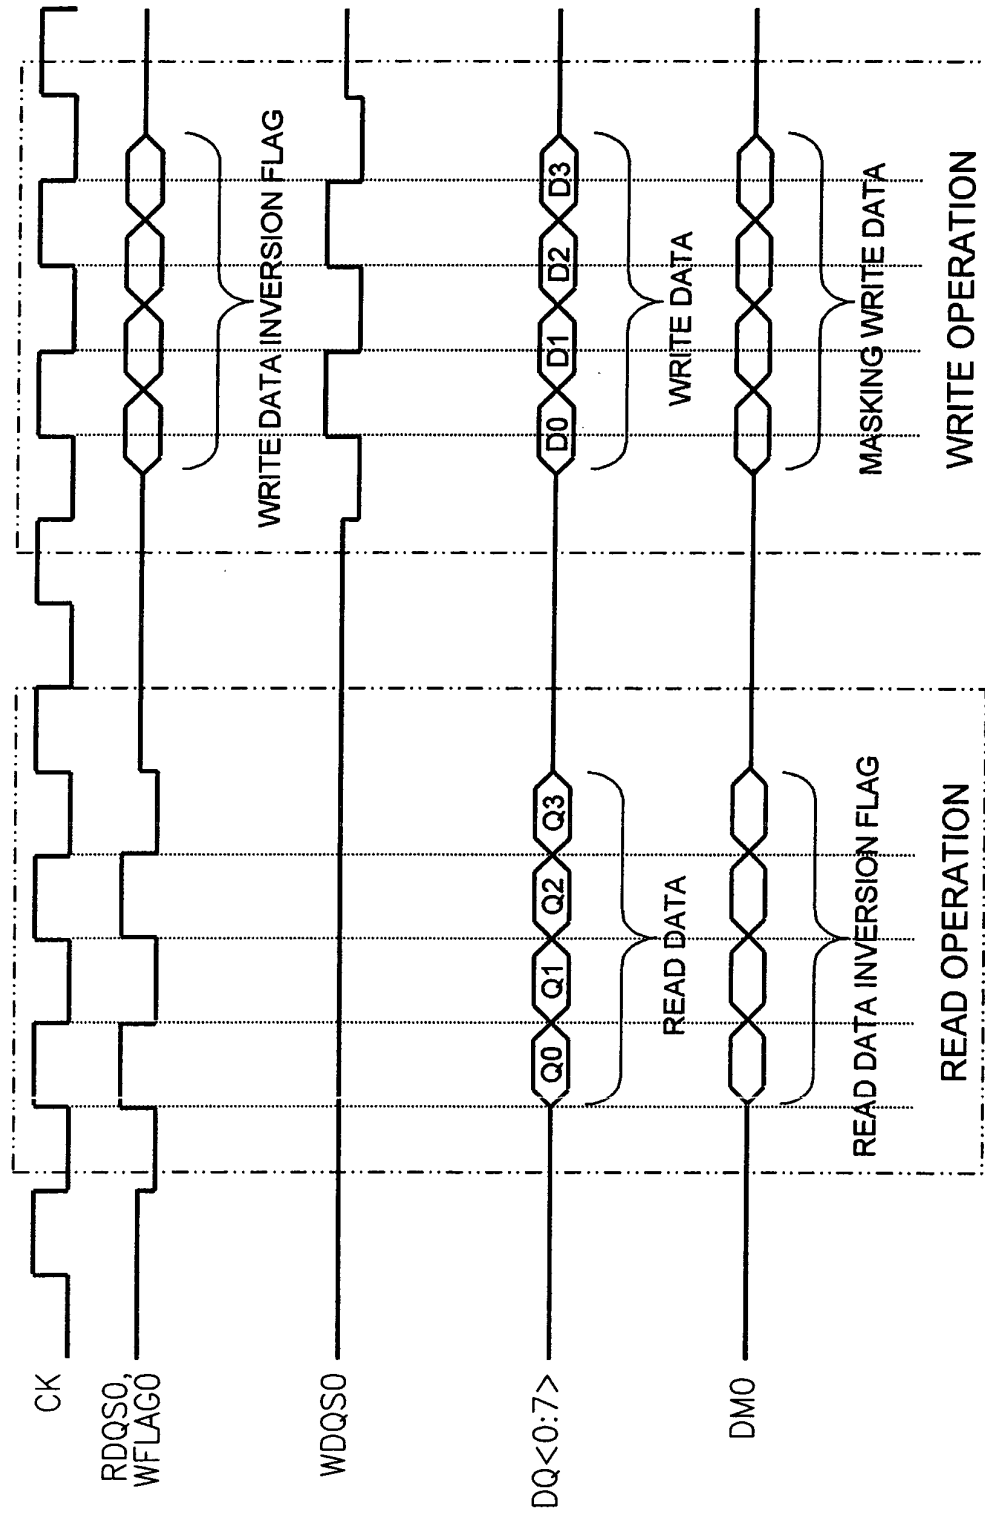 CK
RDQS0,
WFLAG0
WRITE DATA INVERSION FLAG
WDQS0
DQ<0:7>
Q0 Q1 Q2 Q3 D0 D1 D2 D3
READ DATA WRITE DATA
DM0
READ DATA INVERSION FLAG MASKING WRITE DATA
READ OPERATION WRITE OPERATION